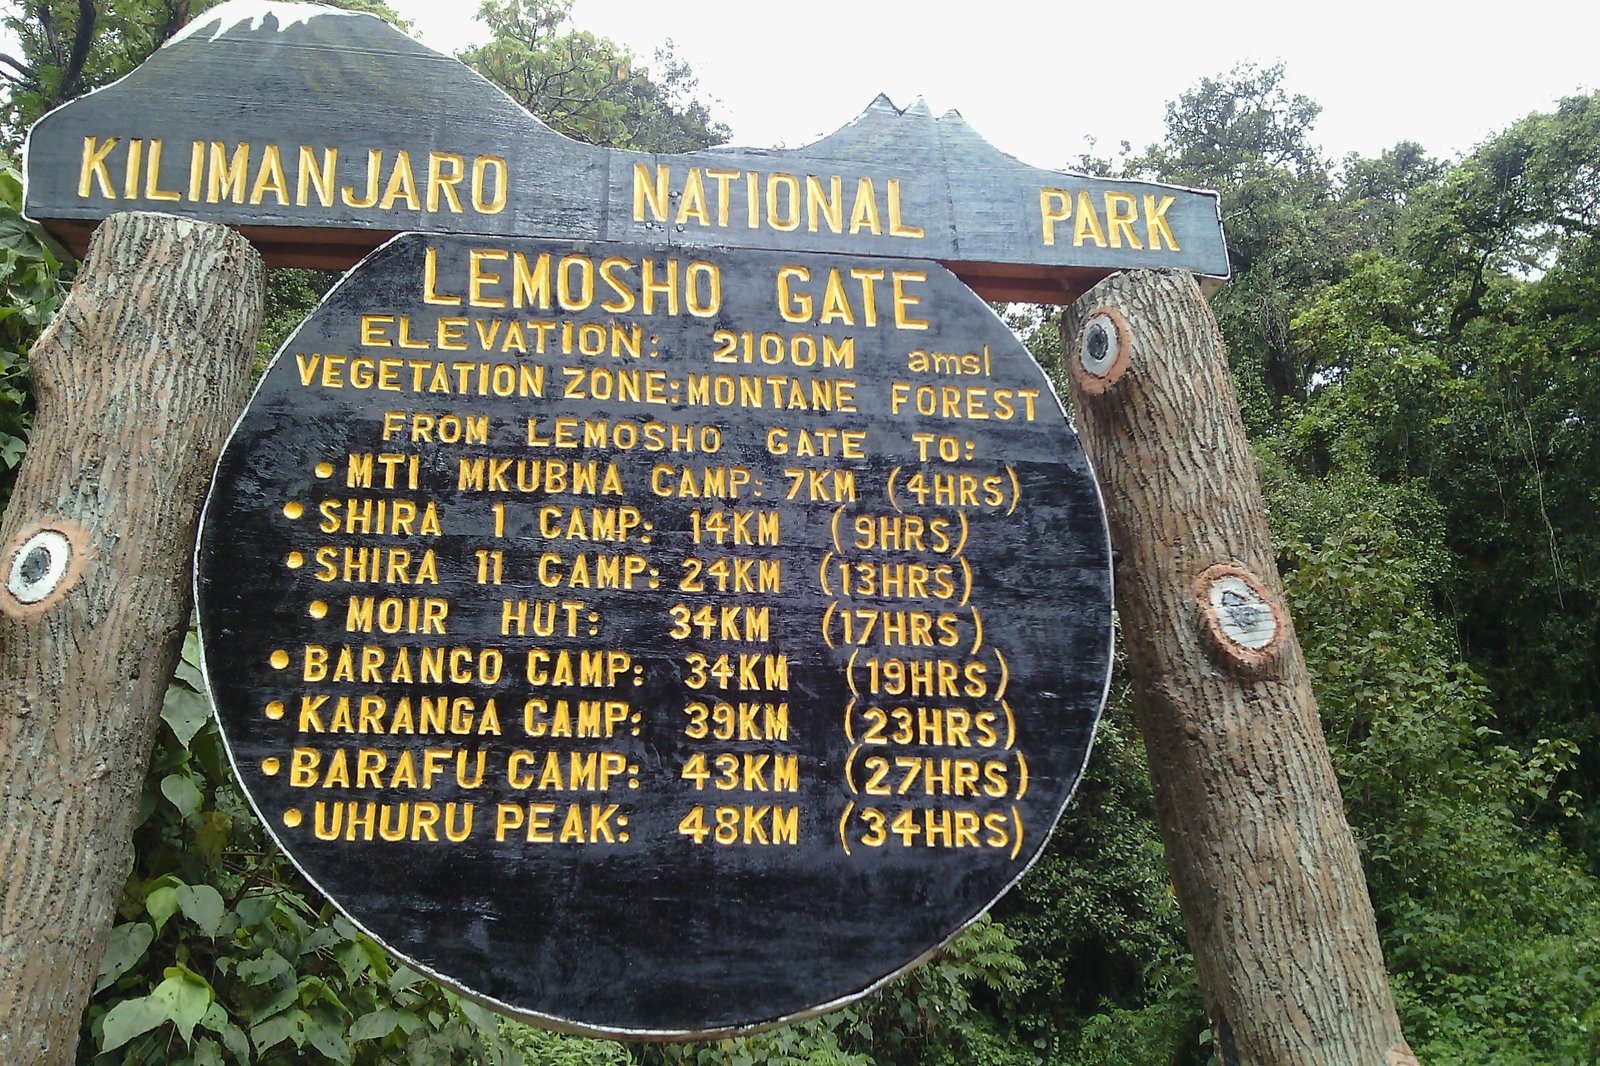 KILIMANJARO NATIONAL PARK
LEMOSHO GATE
ELEVATION: 2100M amsl
VEGETATION ZONE: MONTANE FOREST
FROM LEMOSHO GATE TO:
• MTI MKUBWA CAMP: 7KM (4HRS)
• SHIRA 1 CAMP: 14KM (9HRS)
• SHIRA 11 CAMP: 24KM (13HRS)
• MOIR HUT: 34KM (17HRS)
• BARANCO CAMP: 34KM (19HRS)
• KARANGA CAMP: 39KM (23HRS)
• BARAFU CAMP: 43KM (27HRS)
• UHURU PEAK: 48KM (34HRS)